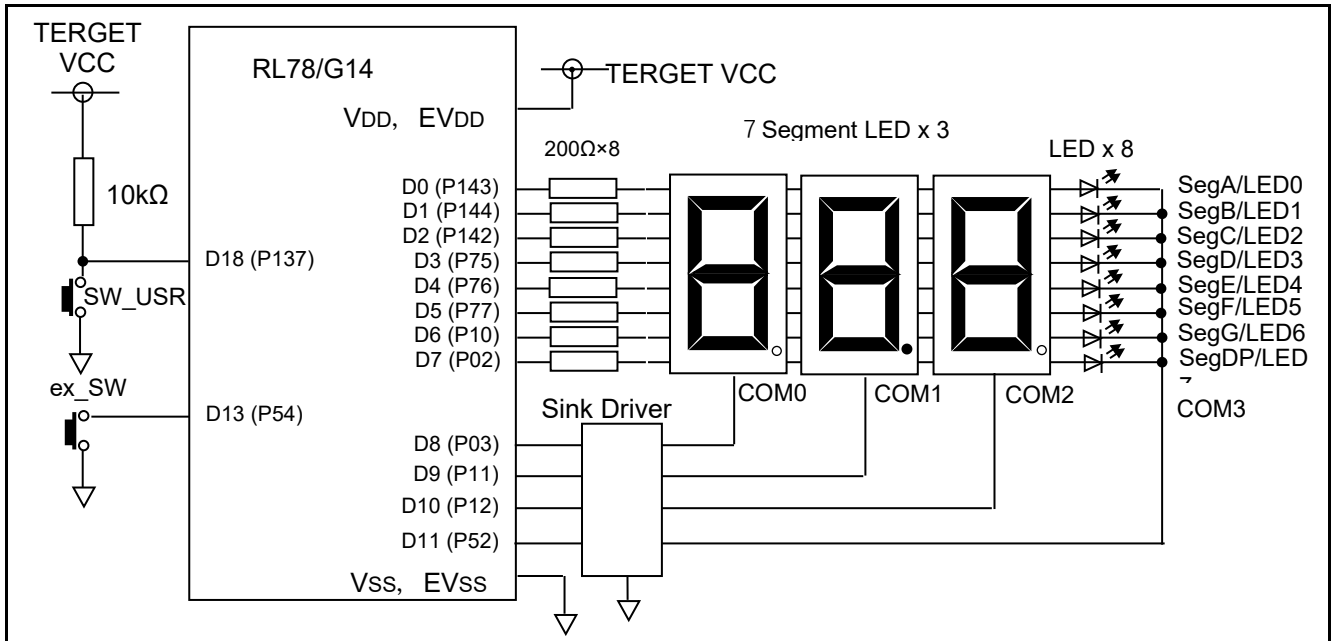 TERGET
VCC
RL78/G14
TERGET VCC
VDD, EVDD
7 Segment LED x 3
200Ω×8
LED x 8
10kΩ
D0 (P143)
D1 (P144)
D2 (P142)
D3 (P75)
D4 (P76)
D5 (P77)
D6 (P10)
D7 (P02)
SegA/LED0
SegB/LED1
SegC/LED2
SegD/LED3
SegE/LED4
SegF/LED5
SegG/LED6
SegDP/LED
D18 (P137)
SW_USR
ex_SW
D13 (P54)
COM0
COM1
COM2
COM3
Sink Driver
D8 (P03)
D9 (P11)
D10 (P12)
D11 (P52)
VSS, EVSS